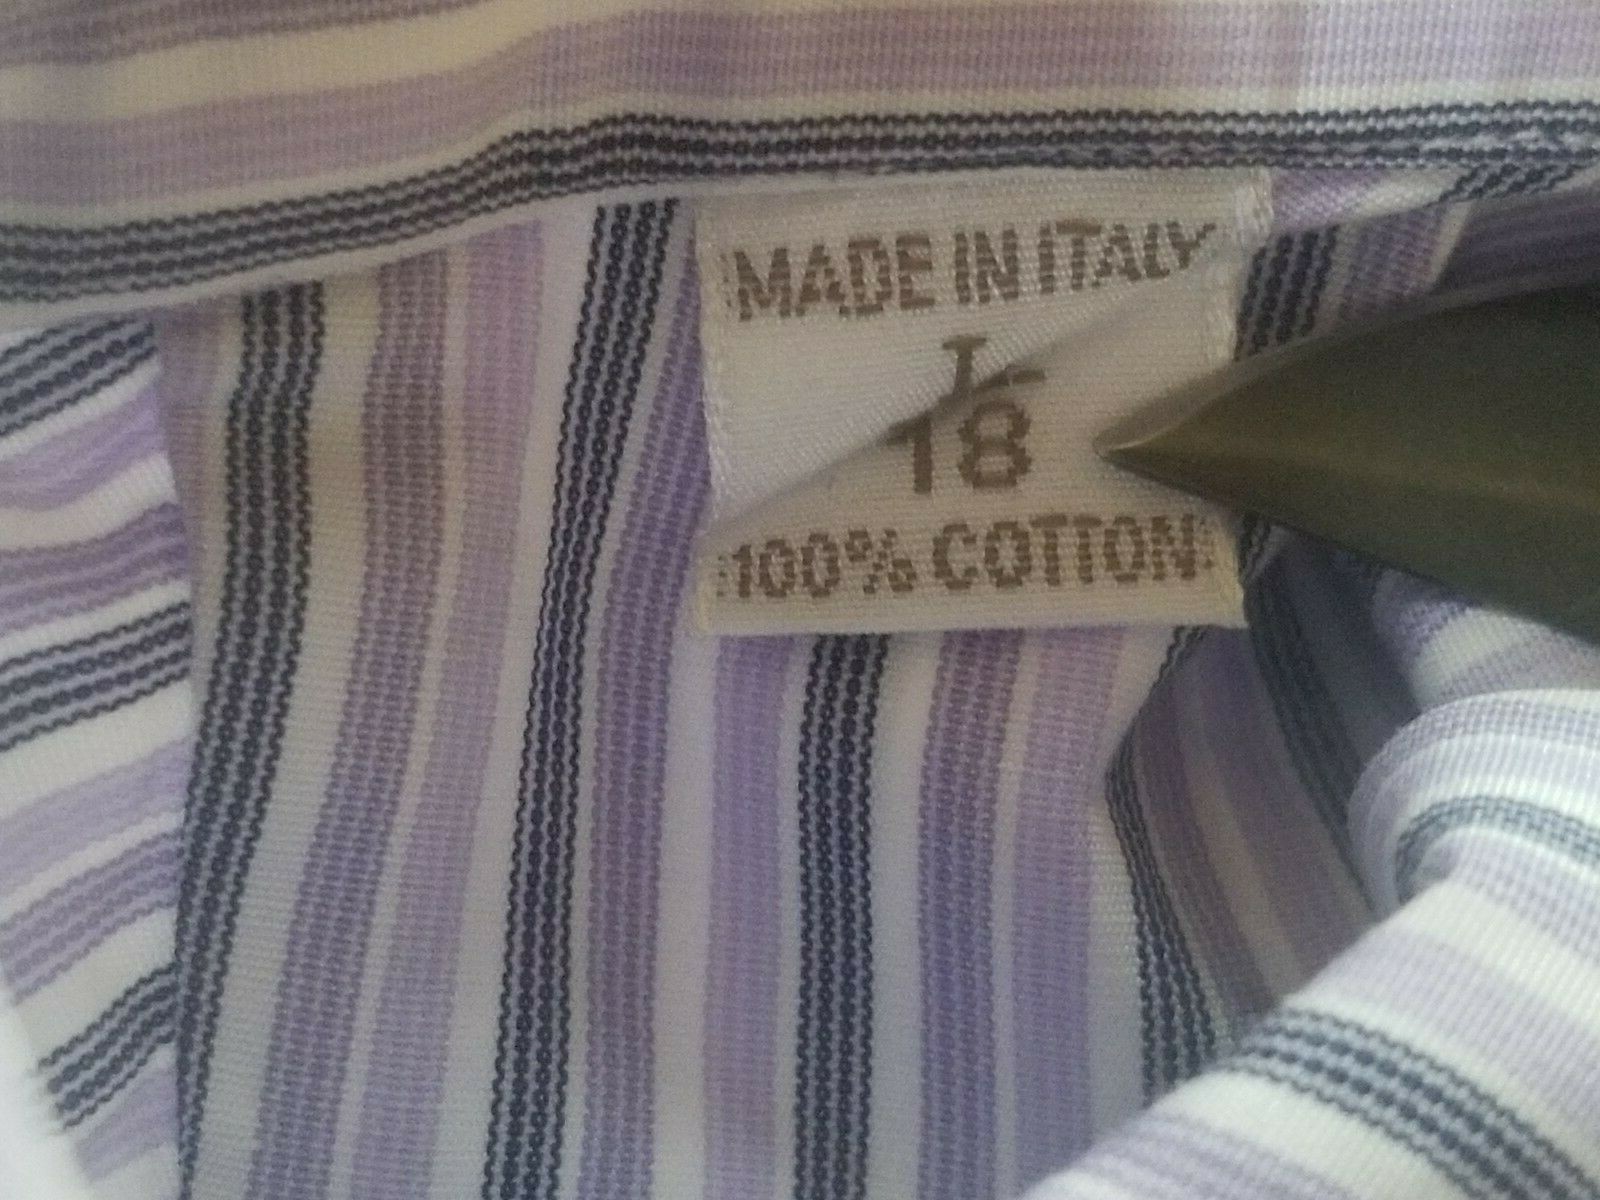 MADE IN ITALY
L
18
100% COTTON